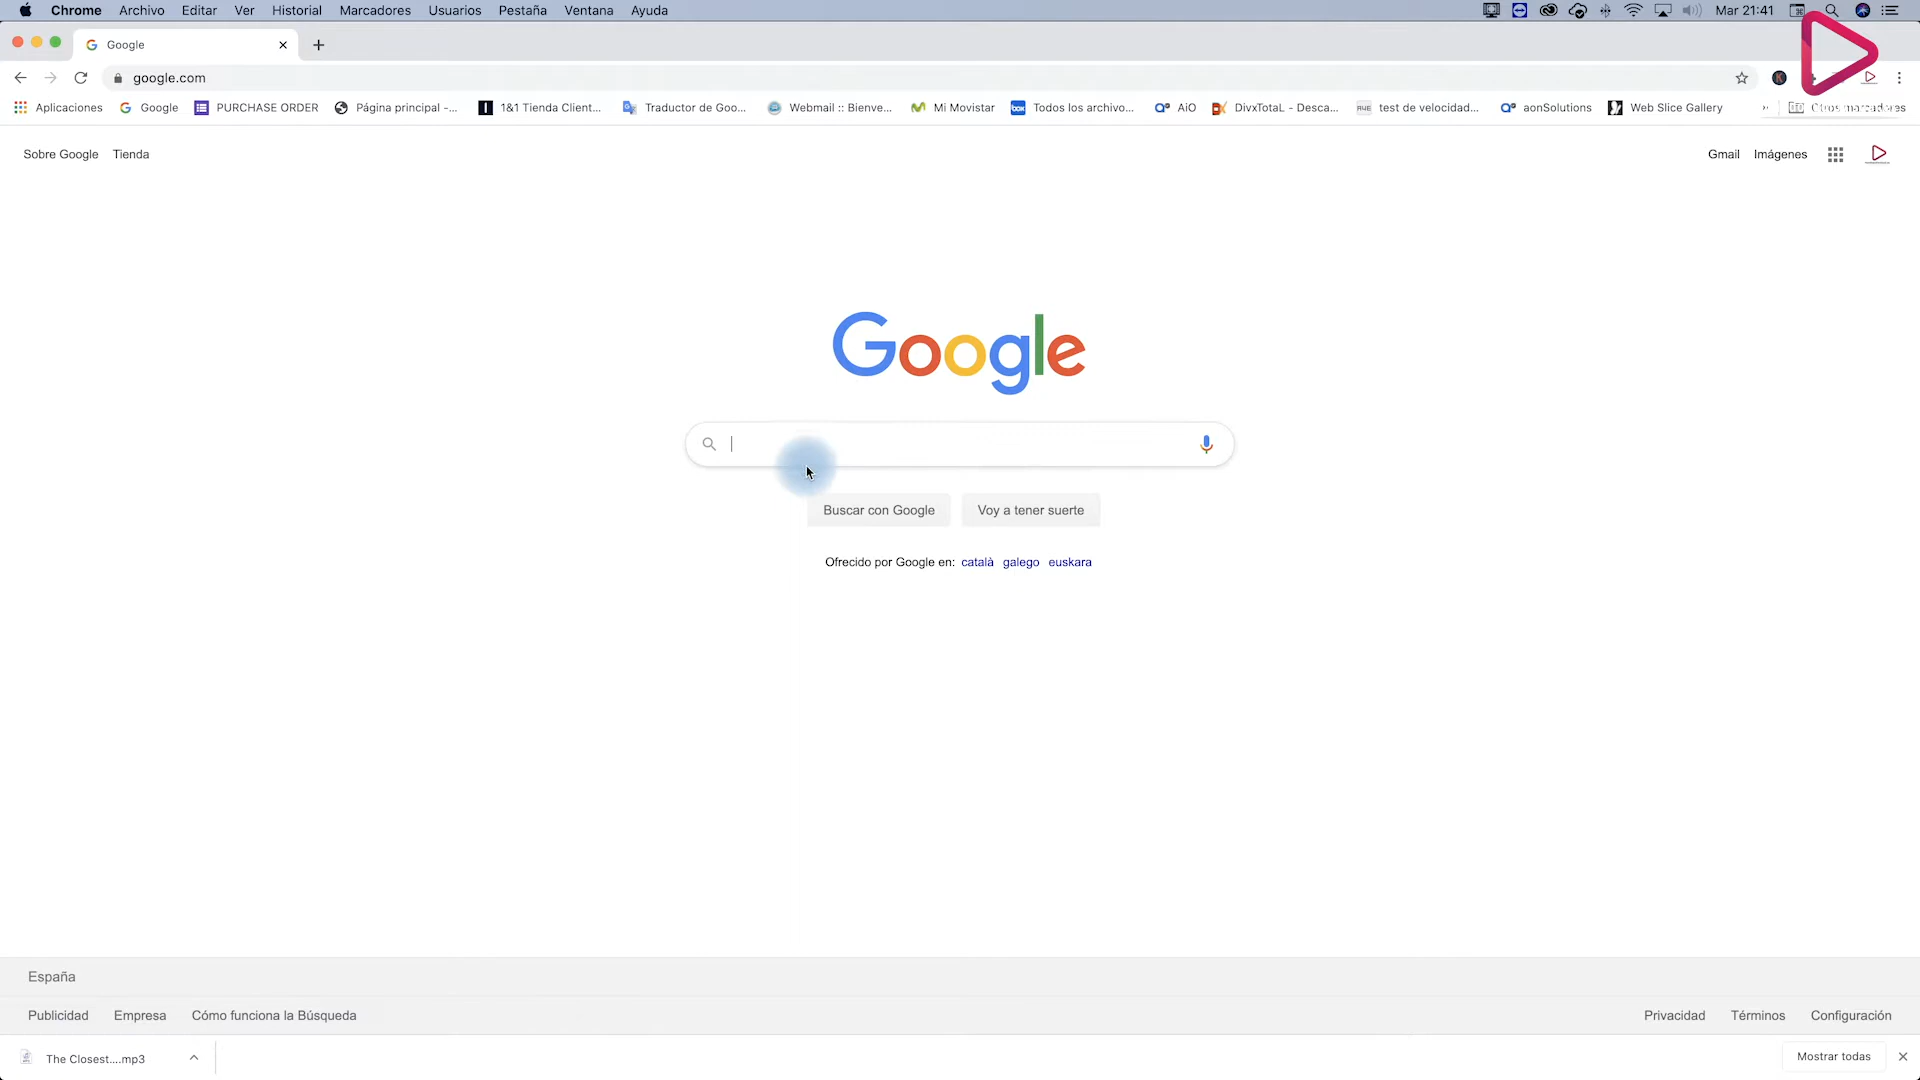 Chrome Archivo Editar Ver Historial Marcadores Usuarios Pestaña Ventana Ayuda Mar 21:41
Google
google.com
Aplicaciones Google PURCHASE ORDER Página principal -... 1&1 Tienda Client... Traductor de Goo... Webmail :: Bienve... Mi Movistar box Todos los archivo... AiO DivxTotaL - Desca... test de velocidad... aonSolutions Web Slice Gallery » Otros marcadores
Sobre Google Tienda Gmail Imágenes
Google
Buscar con Google Voy a tener suerte
Ofrecido por Google en: català galego euskara
España
Publicidad Empresa Cómo funciona la Búsqueda Privacidad Términos Configuración
The Closest....mp3 Mostrar todas